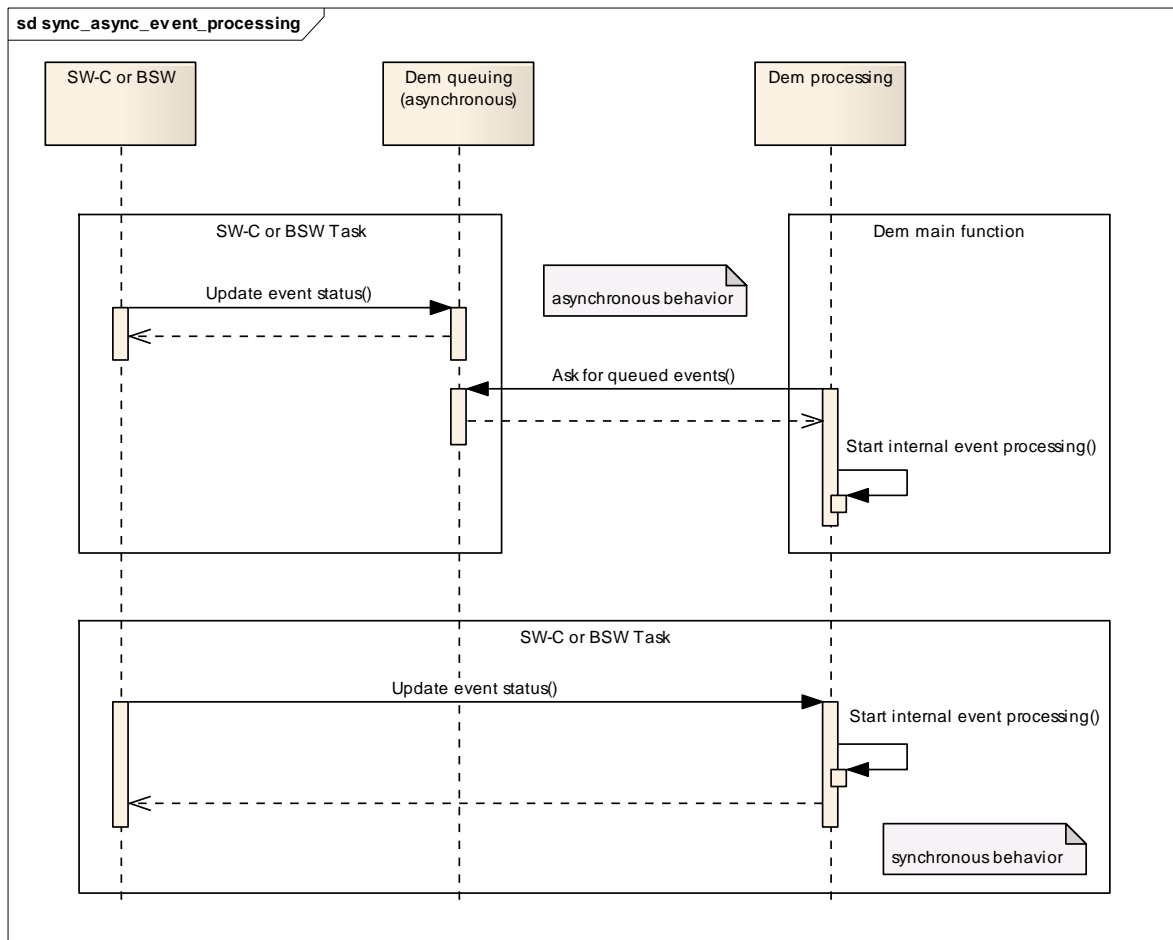 sd sync_async_event_processing
SW-C or BSW
Dem queuing
(asynchronous)
Dem processing
SW-C or BSW Task
Dem main function
Update event status()
asynchronous behavior
Ask for queued events()
Start internal event processing()
SW-C or BSW Task
Update event status()
Start internal event processing()
synchronous behavior